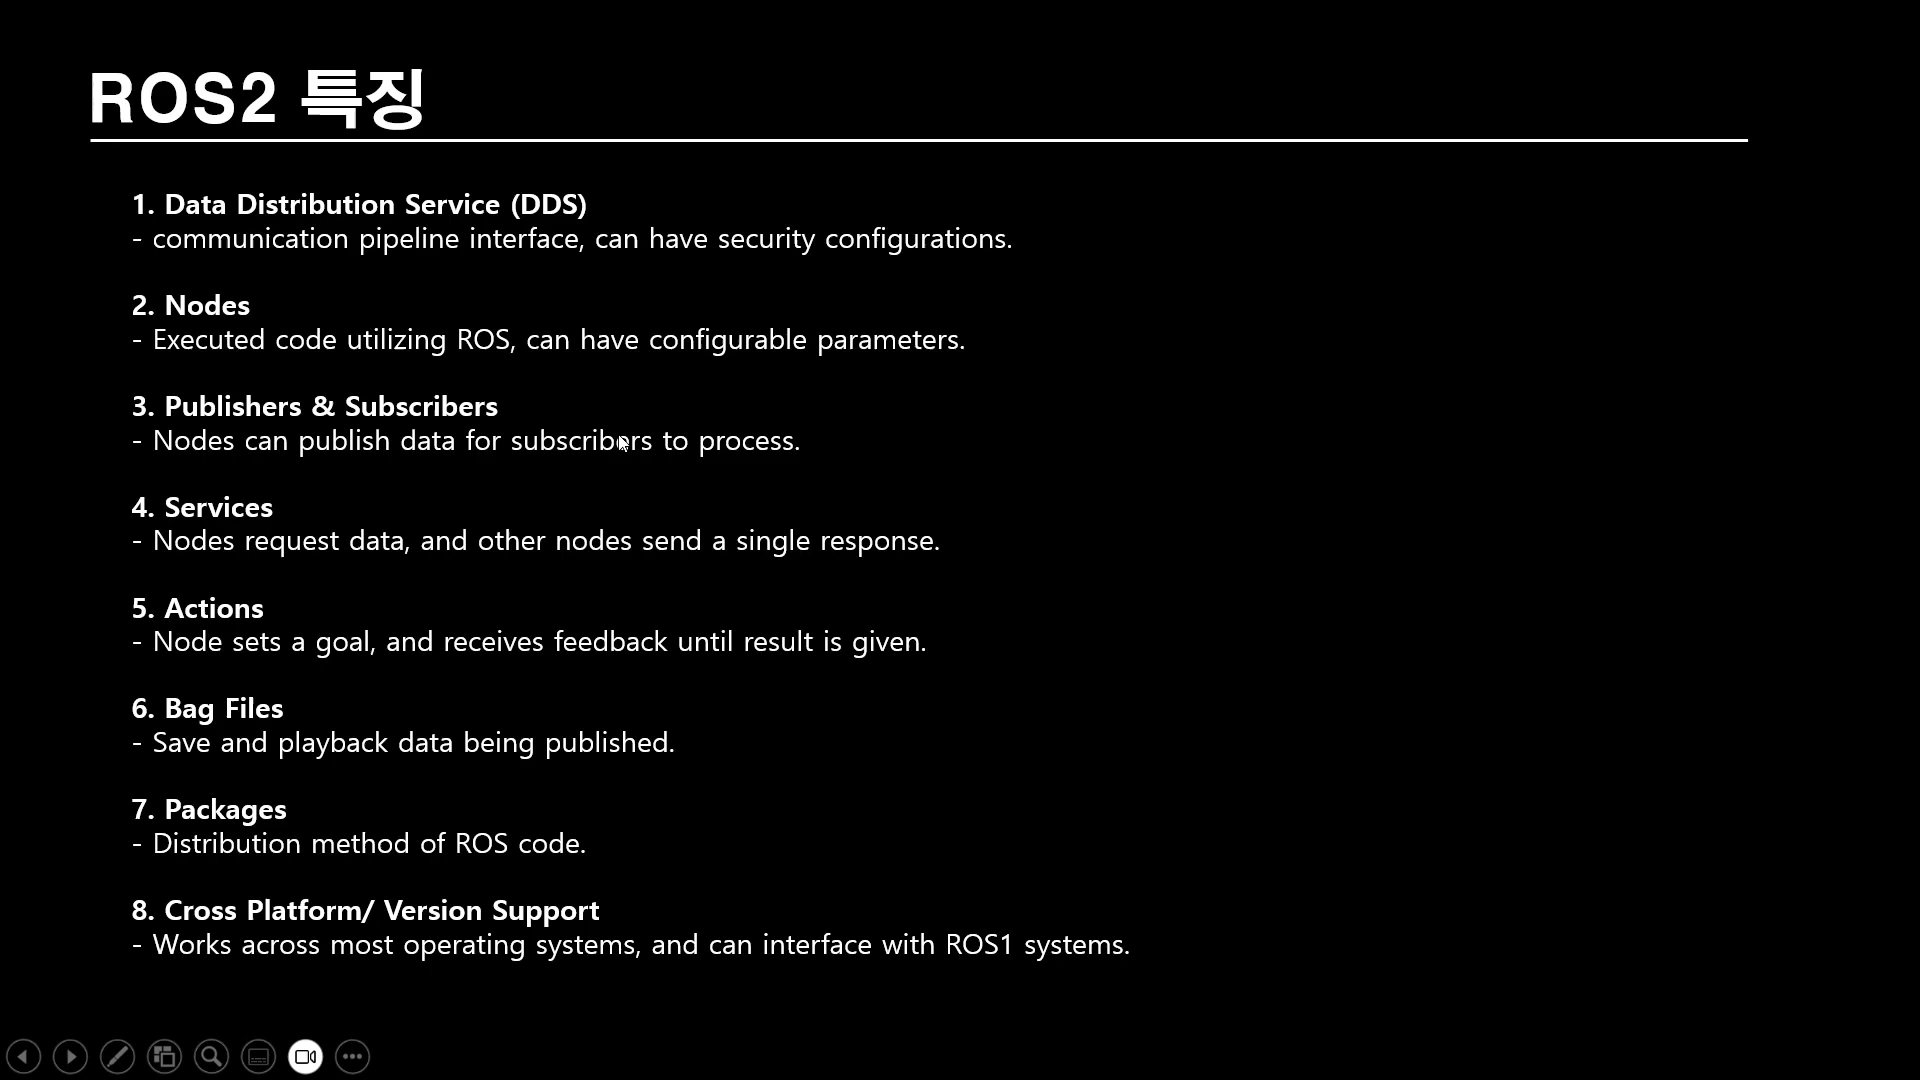 ROS2 특징
1. Data Distribution Service (DDS)
- communication pipeline interface, can have security configurations.
2. Nodes
- Executed code utilizing ROS, can have configurable parameters.
3. Publishers & Subscribers
- Nodes can publish data for subscribers to process.
4. Services
- Nodes request data, and other nodes send a single response.
5. Actions
- Node sets a goal, and receives feedback until result is given.
6. Bag Files
- Save and playback data being published.
7. Packages
- Distribution method of ROS code.
8. Cross Platform/ Version Support
- Works across most operating systems, and can interface with ROS1 systems.